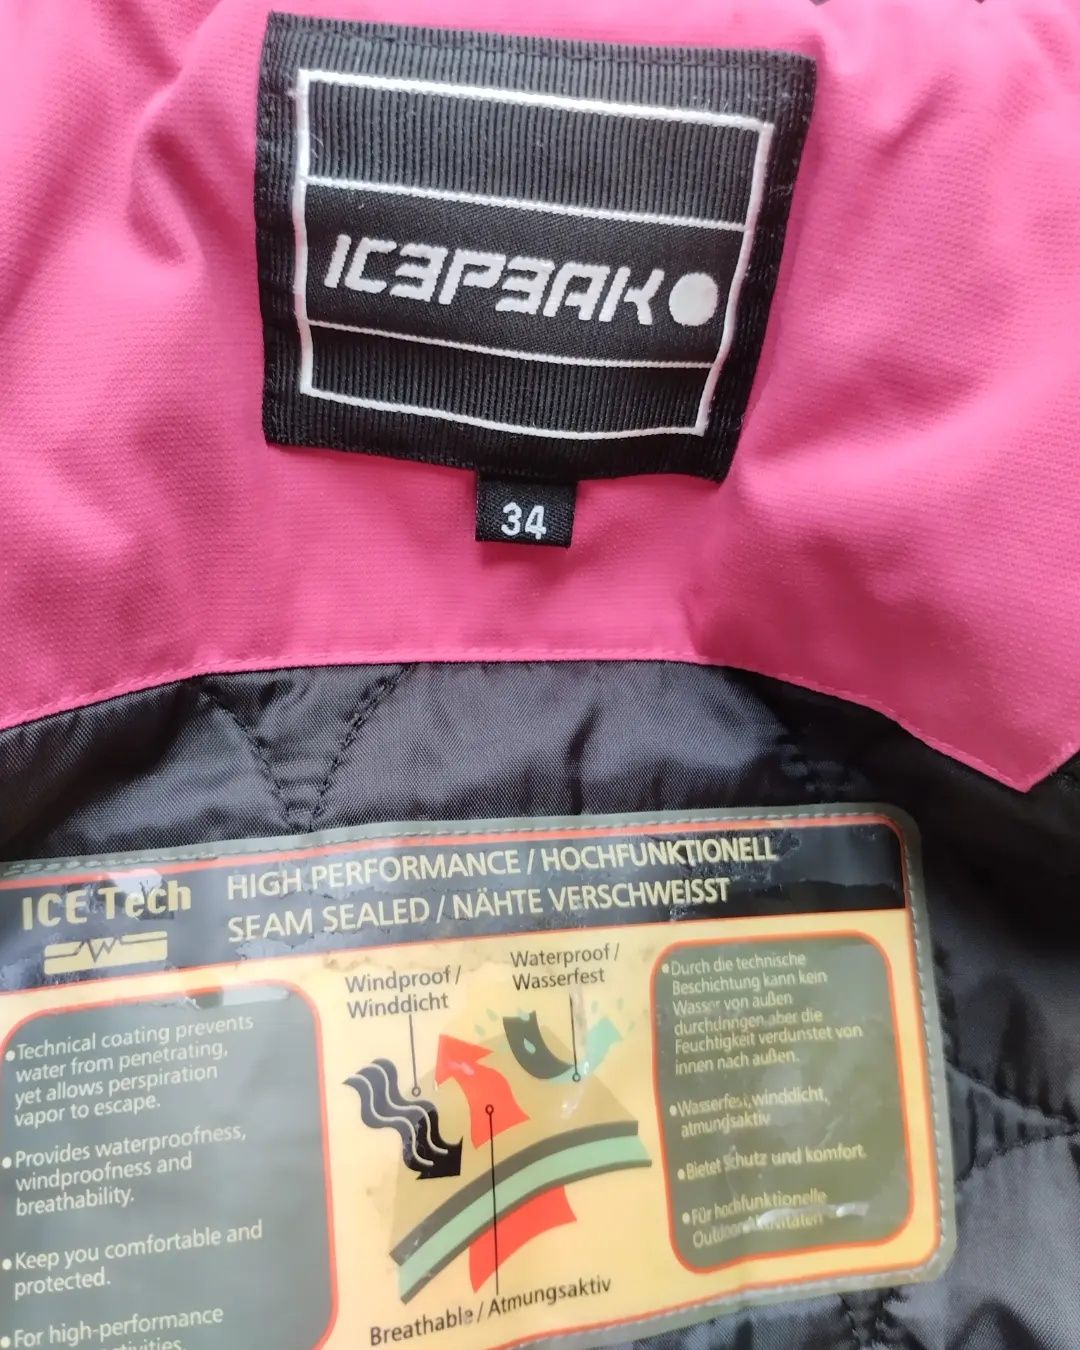 ICEPEAK
34
ICE Tech
HIGH PERFORMANCE / HOCHFUNKTIONELL
SEAM SEALED / NÄHTE VERSCHWEISST
•Technical coating prevents
water from penetrating,
yet allows perspiration
vapor to escape.
•Provides waterproofness,
windproofness and
breathability.
•Keep you comfortable and
protected.
•For high-performance
Windproof /
Winddicht
Waterproof /
Wasserfest
Breathable / Atmungsaktiv
•Durch die technische
Beschichtung kann kein
Wasser von außen
durchdringen aber die
Feuchtigkeit verdunstet von
innen nach außen.
•Wasserfest, winddicht,
atmungsaktiv
•Bietet Schutz und komfort.
•Für hochfunktionelle
Outdoor Aktivitäten